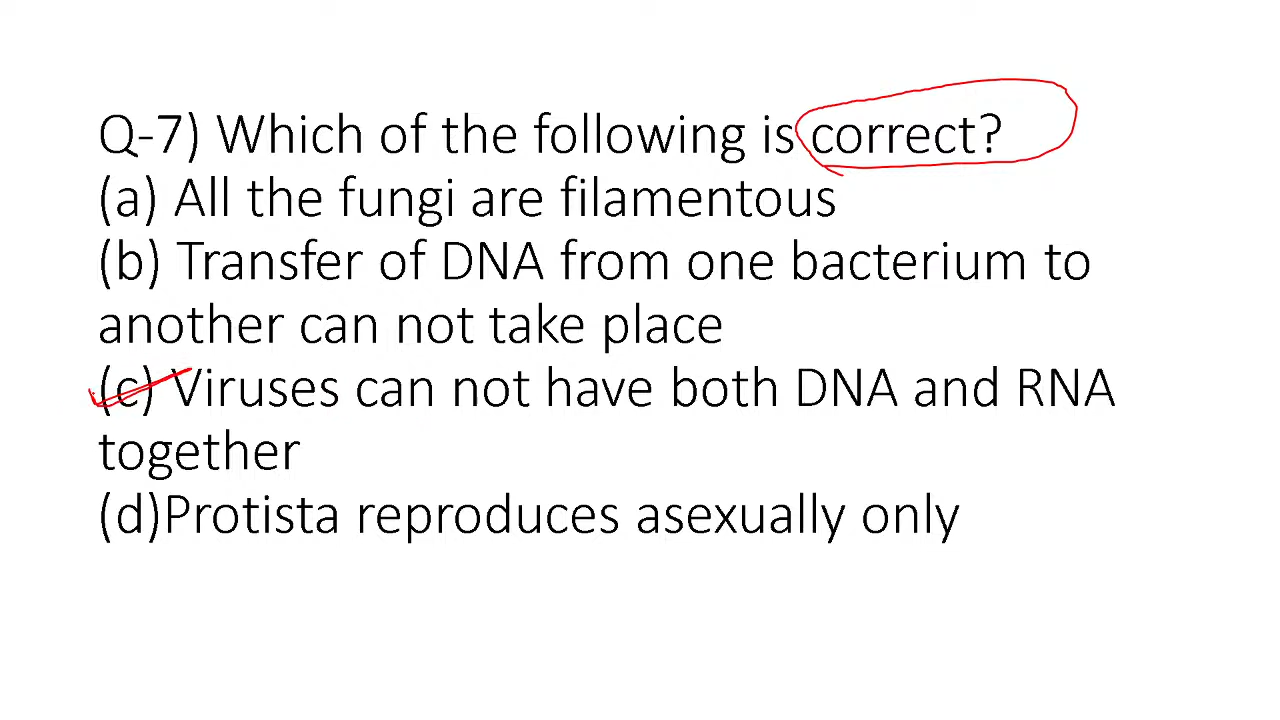 Q-7) Which of the following is correct?
(a) All the fungi are filamentous
(b) Transfer of DNA from one bacterium to
another can not take place
(c) Viruses can not have both DNA and RNA
together
(d)Protista reproduces asexually only